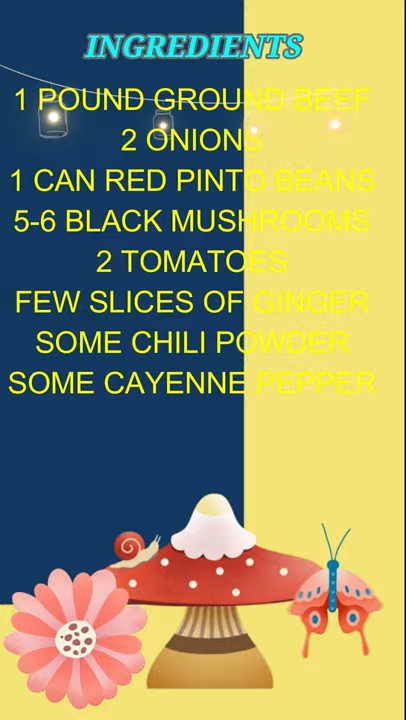 INGREDIENTS
1 POUND GROUND BEEF
2 ONIONS
1 CAN RED PINTO BEANS
5-6 BLACK MUSHROOMS
2 TOMATOES
FEW SLICES OF GINGER
SOME CHILI POWDER
SOME CAYENNE PEPPER